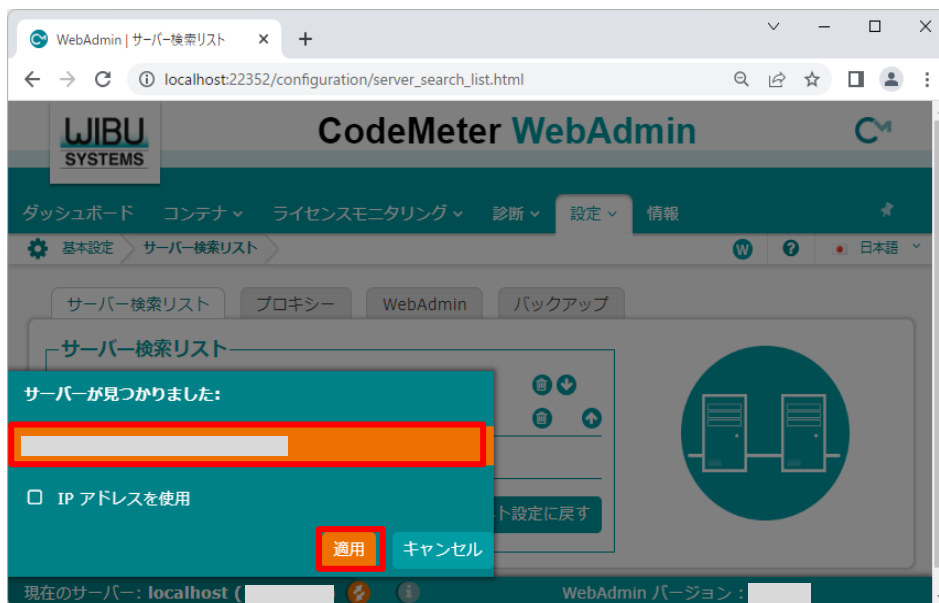 WebAdmin | サーバー検索リスト
localhost:22352/configuration/server_search_list.html
WIBU
SYSTEMS
CodeMeter WebAdmin
CM
ダッシュボード コンテナ ライセンスモニタリング 診断 設定 情報
基本設定 サーバー検索リスト W ? 日本語
サーバー検索リスト プロキシー WebAdmin バックアップ
サーバー検索リスト
サーバーが見つかりました:
IP アドレスを使用
ト設定に戻す
適用 キャンセル
現在のサーバー: localhost ( i WebAdmin バージョン :